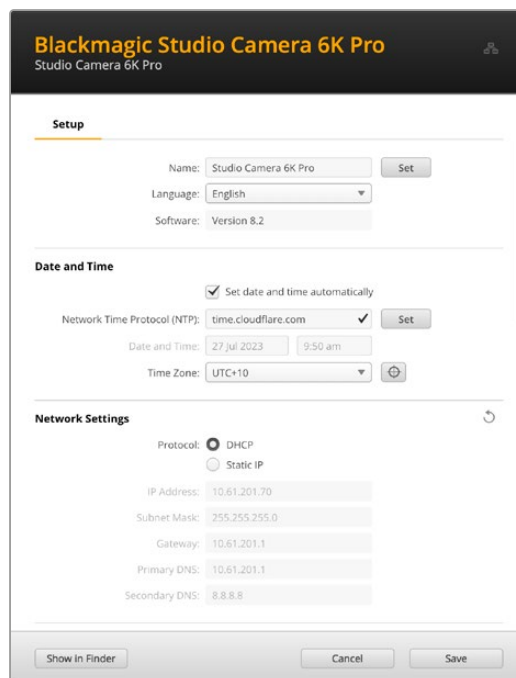 Blackmagic Studio Camera 6K Pro
Studio Camera 6K Pro
Setup
Name: Studio Camera 6K Pro Set
Language: English
Software: Version 8.2
Date and Time
Set date and time automatically
Network Time Protocol (NTP): time.cloudflare.com Set
Date and Time: 27 Jul 2023 9:50 am
Time Zone: UTC+10
Network Settings
Protocol: DHCP
Static IP
IP Address: 10.61.201.70
Subnet Mask: 255.255.255.0
Gateway: 10.61.201.1
Primary DNS: 10.61.201.1
Secondary DNS: 8.8.8.8
Show in Finder Cancel Save